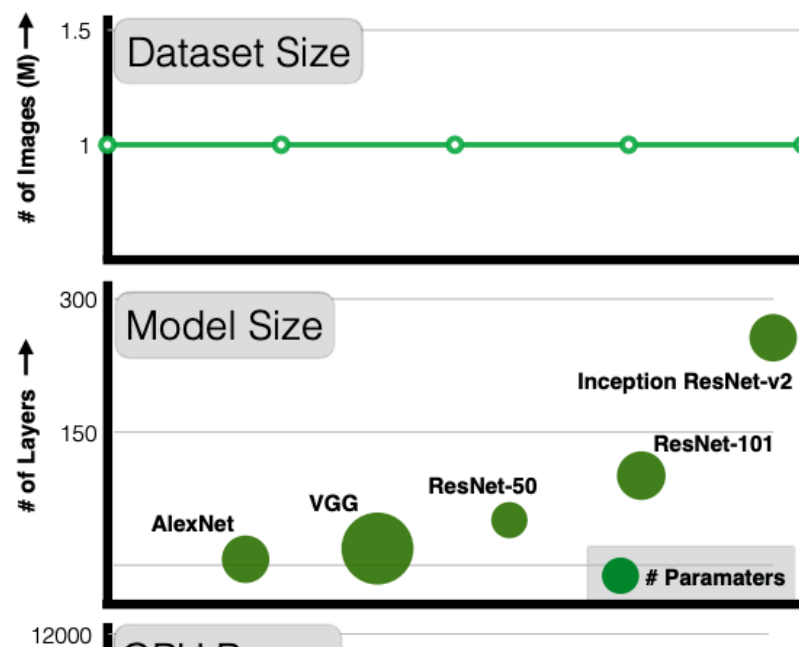 # of Images (M)
1.5
Dataset Size
1
# of Layers
300
Model Size
Inception ResNet-v2
150
ResNet-101
ResNet-50
VGG
AlexNet
# Paramaters
12000